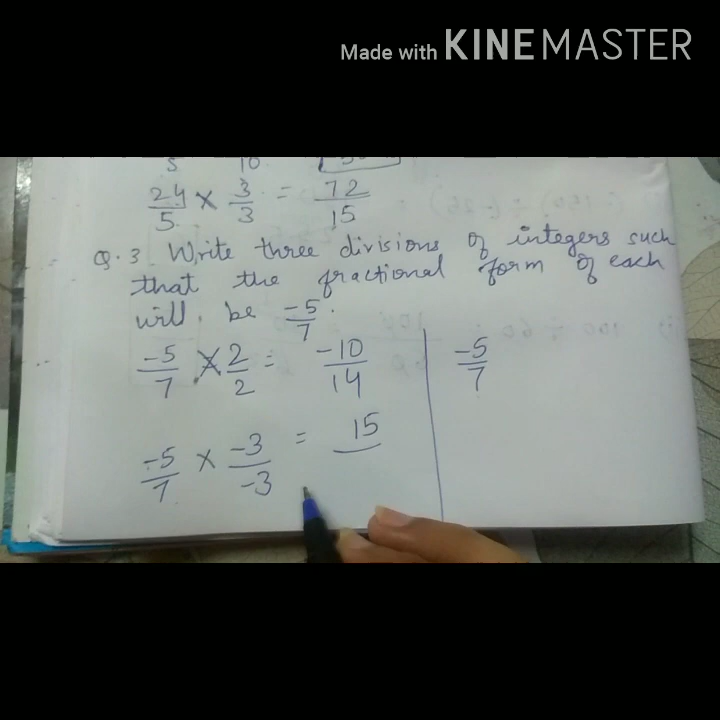 Made with KINEMASTER
5 10
24/5 × 3/3 = 72/15
Q.3 Write three divisions of integers such
that the fractional form of each
will be -5/7.
-5/7 × 2/2 = -10/14
-5/7
-5/7 × -3/-3 = 15